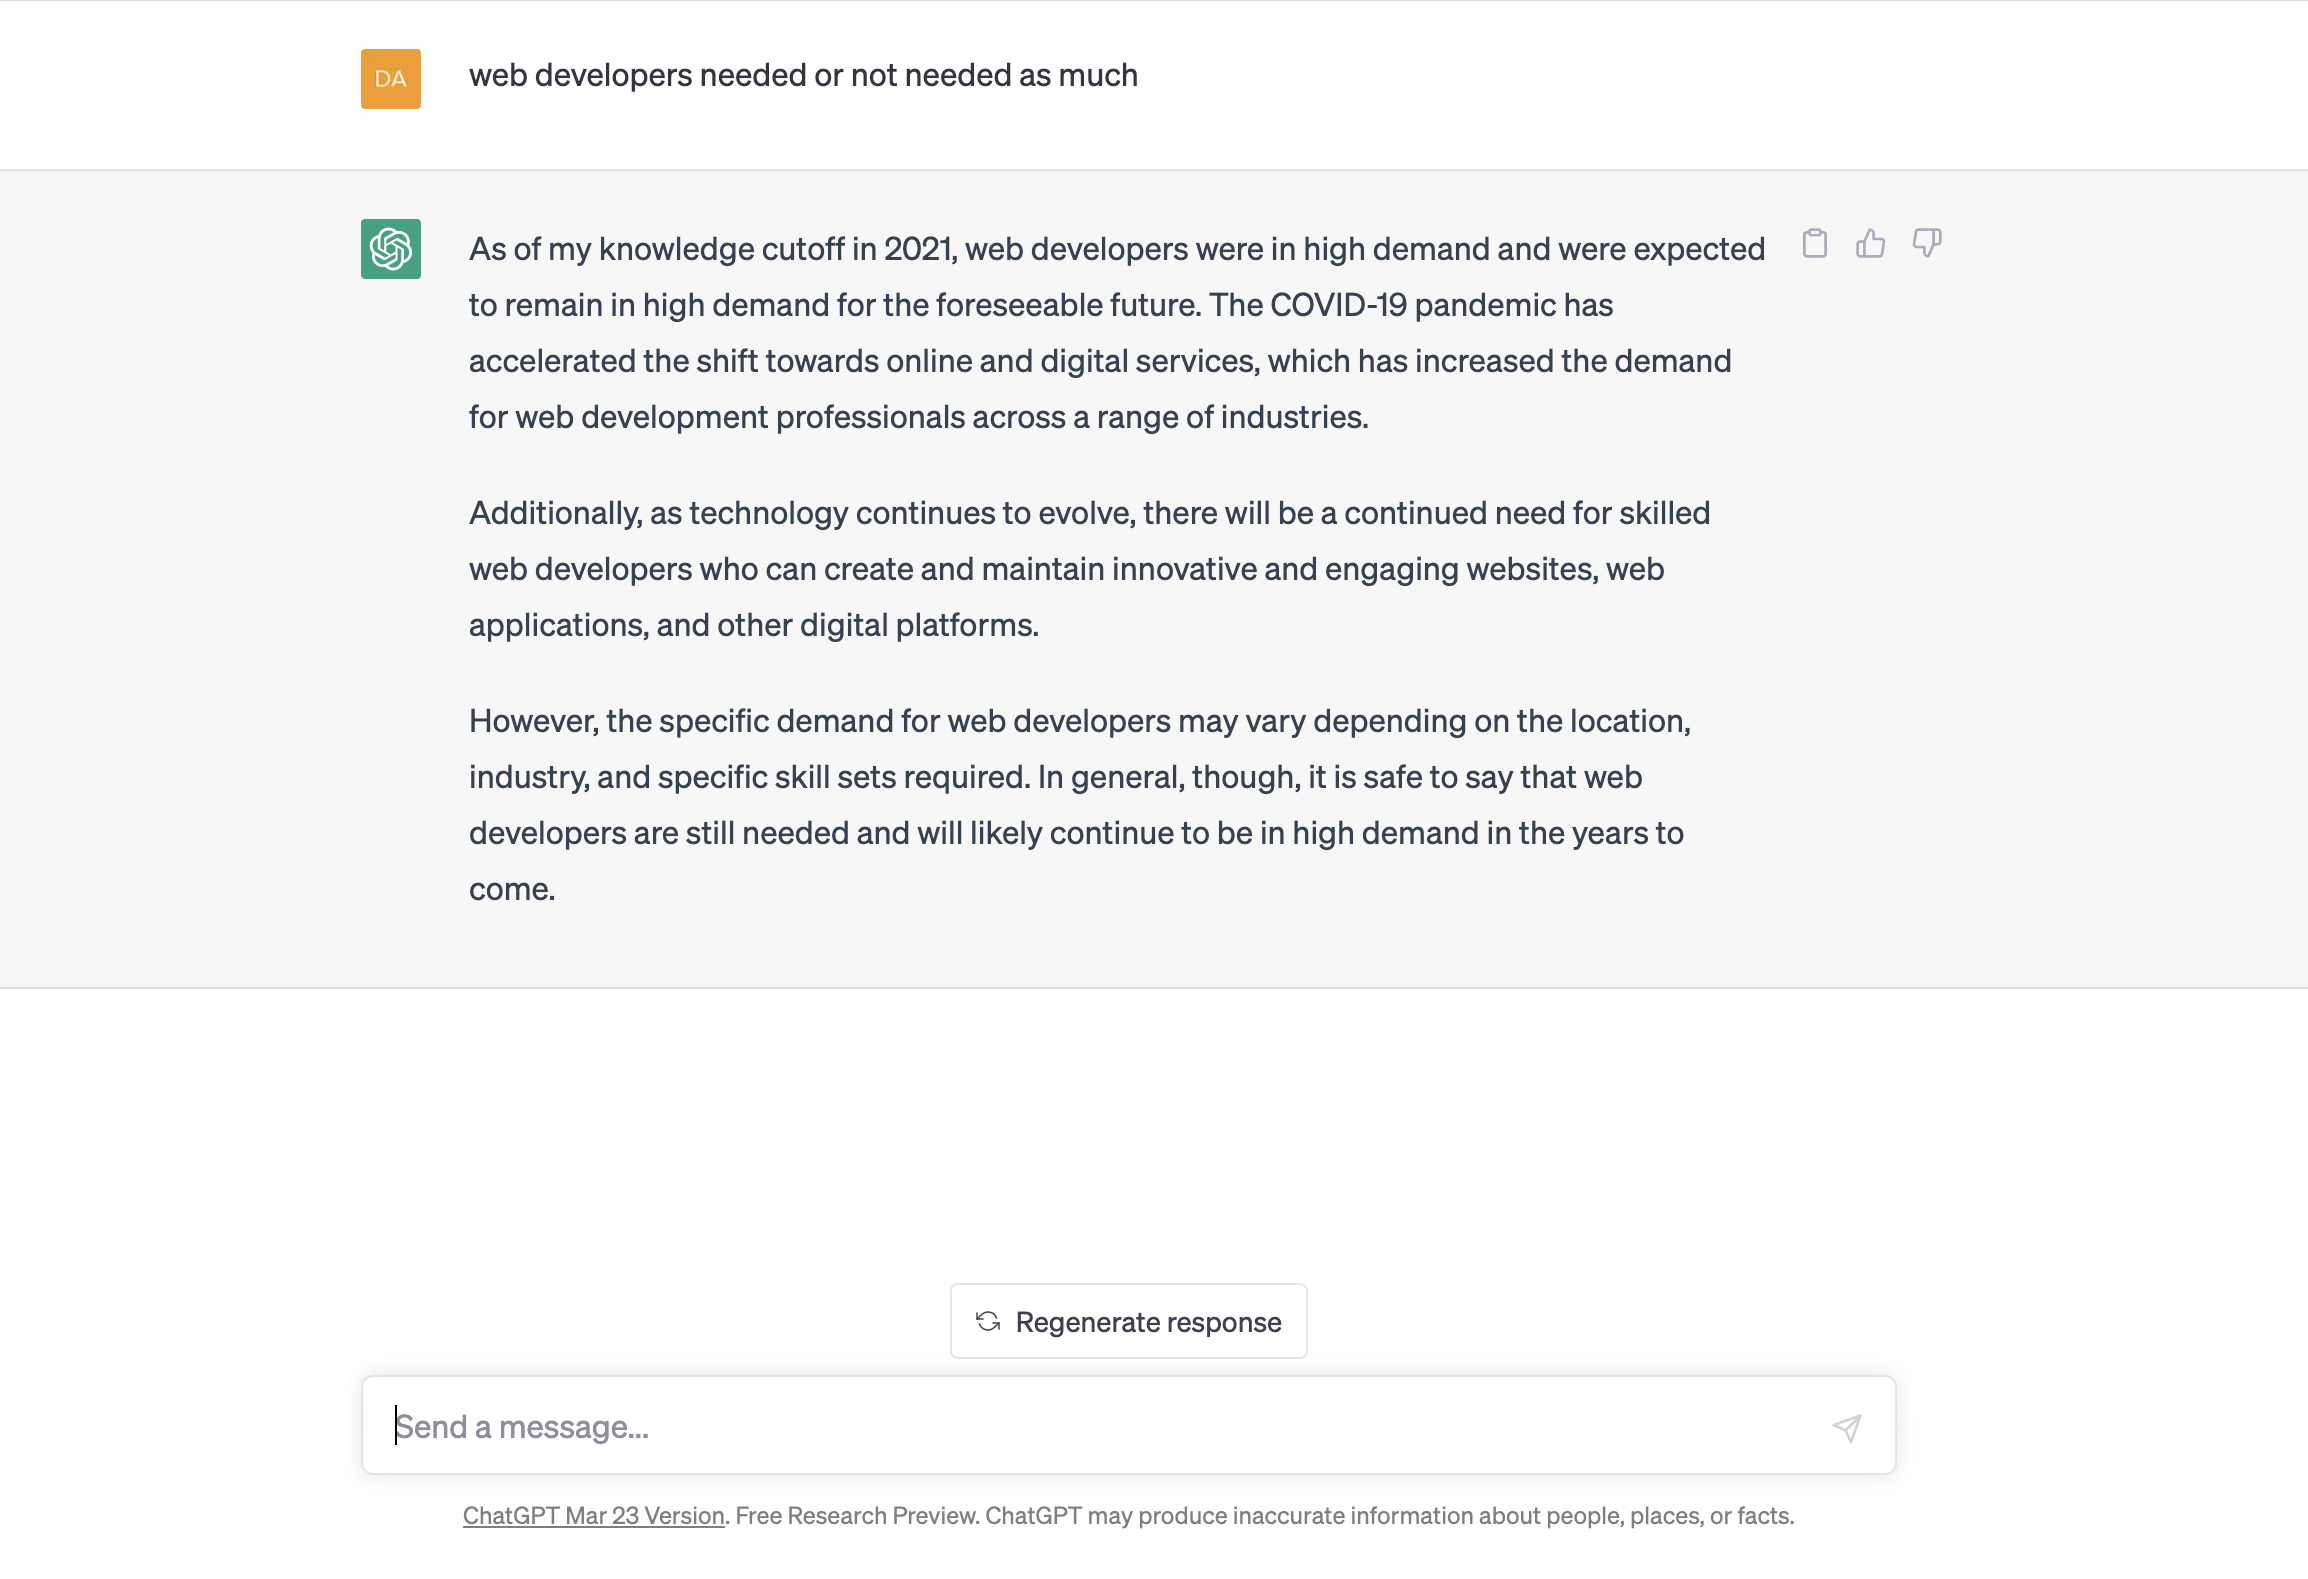 DA
web developers needed or not needed as much
As of my knowledge cutoff in 2021, web developers were in high demand and were expected
to remain in high demand for the foreseeable future. The COVID-19 pandemic has
accelerated the shift towards online and digital services, which has increased the demand
for web development professionals across a range of industries.
Additionally, as technology continues to evolve, there will be a continued need for skilled
web developers who can create and maintain innovative and engaging websites, web
applications, and other digital platforms.
However, the specific demand for web developers may vary depending on the location,
industry, and specific skill sets required. In general, though, it is safe to say that web
developers are still needed and will likely continue to be in high demand in the years to
come.
Regenerate response
Send a message...
ChatGPT Mar 23 Version. Free Research Preview. ChatGPT may produce inaccurate information about people, places, or facts.